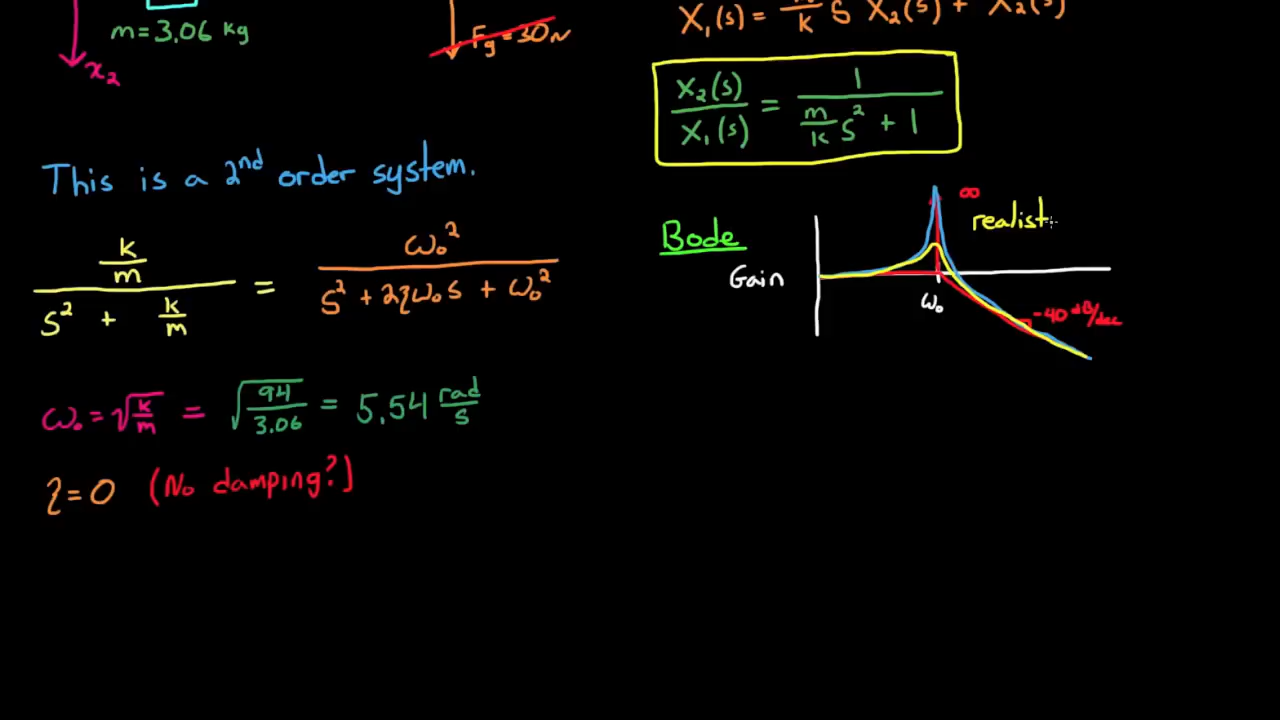 m = 3.06 kg
x₂
F_g = 30N
X₁(s) = m/k S X₂(s) + X₂(s)
X₂(s)/X₁(s) = 1/(m/k S² + 1)
This is a 2nd order system.
(k/m)/(S² + k/m) = ω₀²/(S² + 2ζω₀S + ω₀²)
ω₀ = √(k/m) = √(94/3.06) = 5.54 rad/s
ζ = 0 (No damping?)
Bode
Gain
∞
realist
ω₀
-40 dB/dec